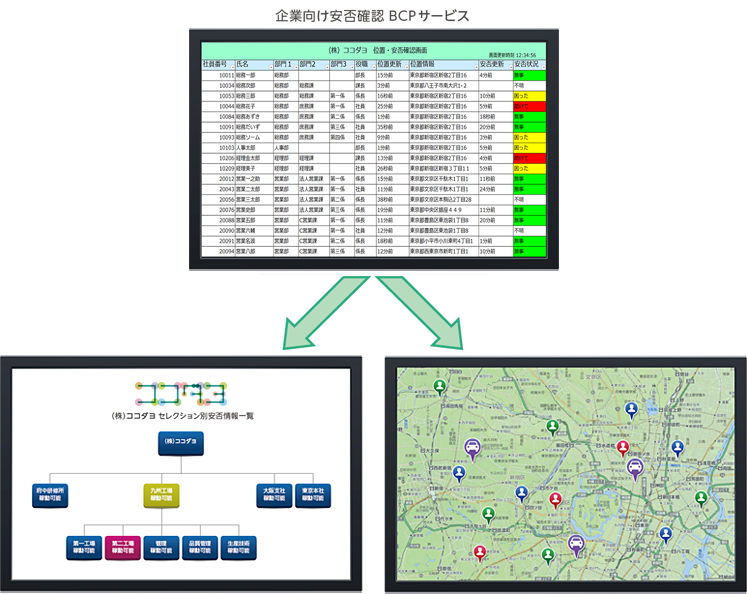 企業向け安否確認 BCPサービス
(株) ココダヨ 位置・安否確認画面
画面更新時刻 12:34:56
社員番号 氏名 部門1 部門2 部門3 役職 位置更新 位置情報 安否更新 安否状況
10011 総務一郎 総務部 部長 15分前 東京都新宿区新宿2丁目16 4分前 無事
10034 総務次郎 総務部 総務課 課長 3分前 東京都八王子市南大沢1-2 不明
10053 総務三郎 総務部 総務課 第一係 係長 16秒前 東京都新宿区新宿2丁目16 10分前 困った
10044 総務花子 総務部 庶務課 第一係 社員 25分前 東京都新宿区新宿2丁目16 5分前 助けて
10084 総務あずき 総務部 庶務課 第二係 係長 1分前 東京都新宿区新宿2丁目16 18秒前 無事
10091 総務だいず 総務部 庶務課 第三係 社員 35秒前 東京都新宿区新宿2丁目16 20分前 無事
10093 総務ソーム 総務部 庶務課 第四係 社員 9分前 東京都新宿区新宿2丁目16 3分前 困った
10103 人事太郎 人事部 部長 1分前 東京都新宿区新宿2丁目16 5分前 困った
10206 経理金太郎 経理部 経理課 課長 13分前 東京都新宿区新宿2丁目16 4分前 助けて
10209 経理案子 経理部 経理課 社員 26秒前 東京都新宿区新宿3丁目11 5分前 困った
20012 営業一之助 営業部 法人営業課 第一係 係長 15分前 東京都文京区千駄木1丁目1 11秒前 無事
20043 営業二太郎 営業部 法人営業課 第一係 社員 11分前 東京都文京区千駄木1丁目1 24分前 無事
20056 営業三太郎 営業部 法人営業課 第二係 係長 38秒前 東京都文京区本駒込2丁目28 不明
20076 営業史郎 営業部 法人営業課 第三係 係長 19分前 東京都中央区銀座449 11分前 無事
20088 営業五郎 営業部 C営業課 第一係 係長 11分前 東京都豊島区東池袋1丁目8 20分前 無事
20090 営業六輔 営業部 C営業課 第一係 社員 12分前 東京都豊島区東池袋1丁目8 不明
20091 営業名波 営業部 C営業課 第二係 係長 18秒前 東京都小平市小川東町4丁目1 1分前 無事
20094 営業八郎 営業部 C営業課 第三係 係長 12分前 東京都西東京市新町1丁目1 10分前 無事
ココダヨ
(株) ココダヨ セレクション別安否情報一覧
(株)ココダヨ
府中研修所 稼動可能
九州工場 稼動可能
大阪支社 稼動可能
東京本社 稼動可能
第一工場 稼動可能
第二工場 稼動可能
管理 稼動可能
品質管理 稼動可能
生産技術 稼動可能